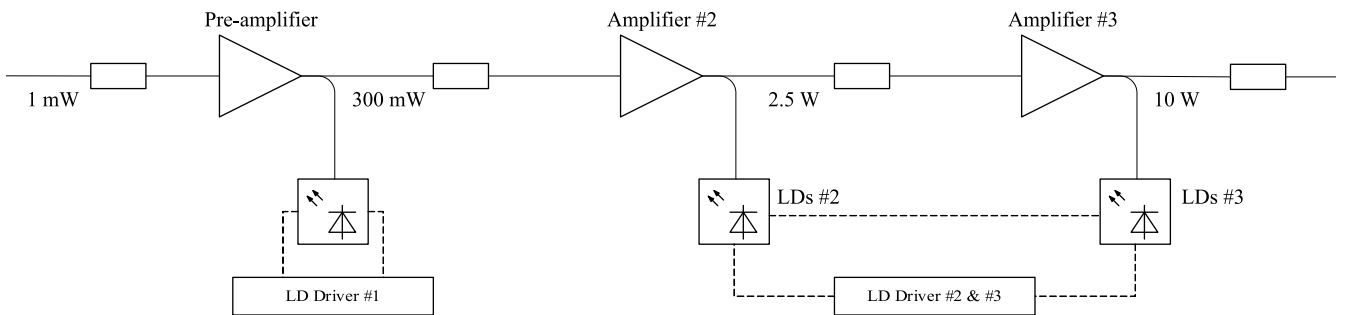 Pre-amplifier
Amplifier #2
Amplifier #3
1 mW
300 mW
2.5 W
10 W
LDs #2
LDs #3
LD Driver #1
LD Driver #2 & #3